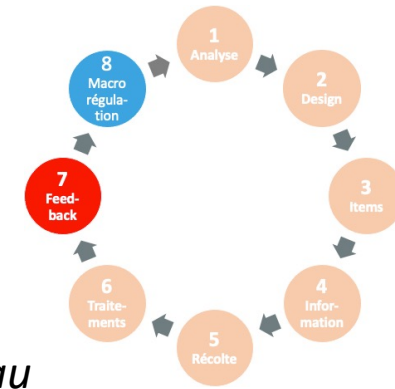 1
Analyse
2
Design
3
Items
4
Infor-
mation
5
Récolte
6
Traite-
ments
7
Feed-
back
8
Macro
régula-
tion
au